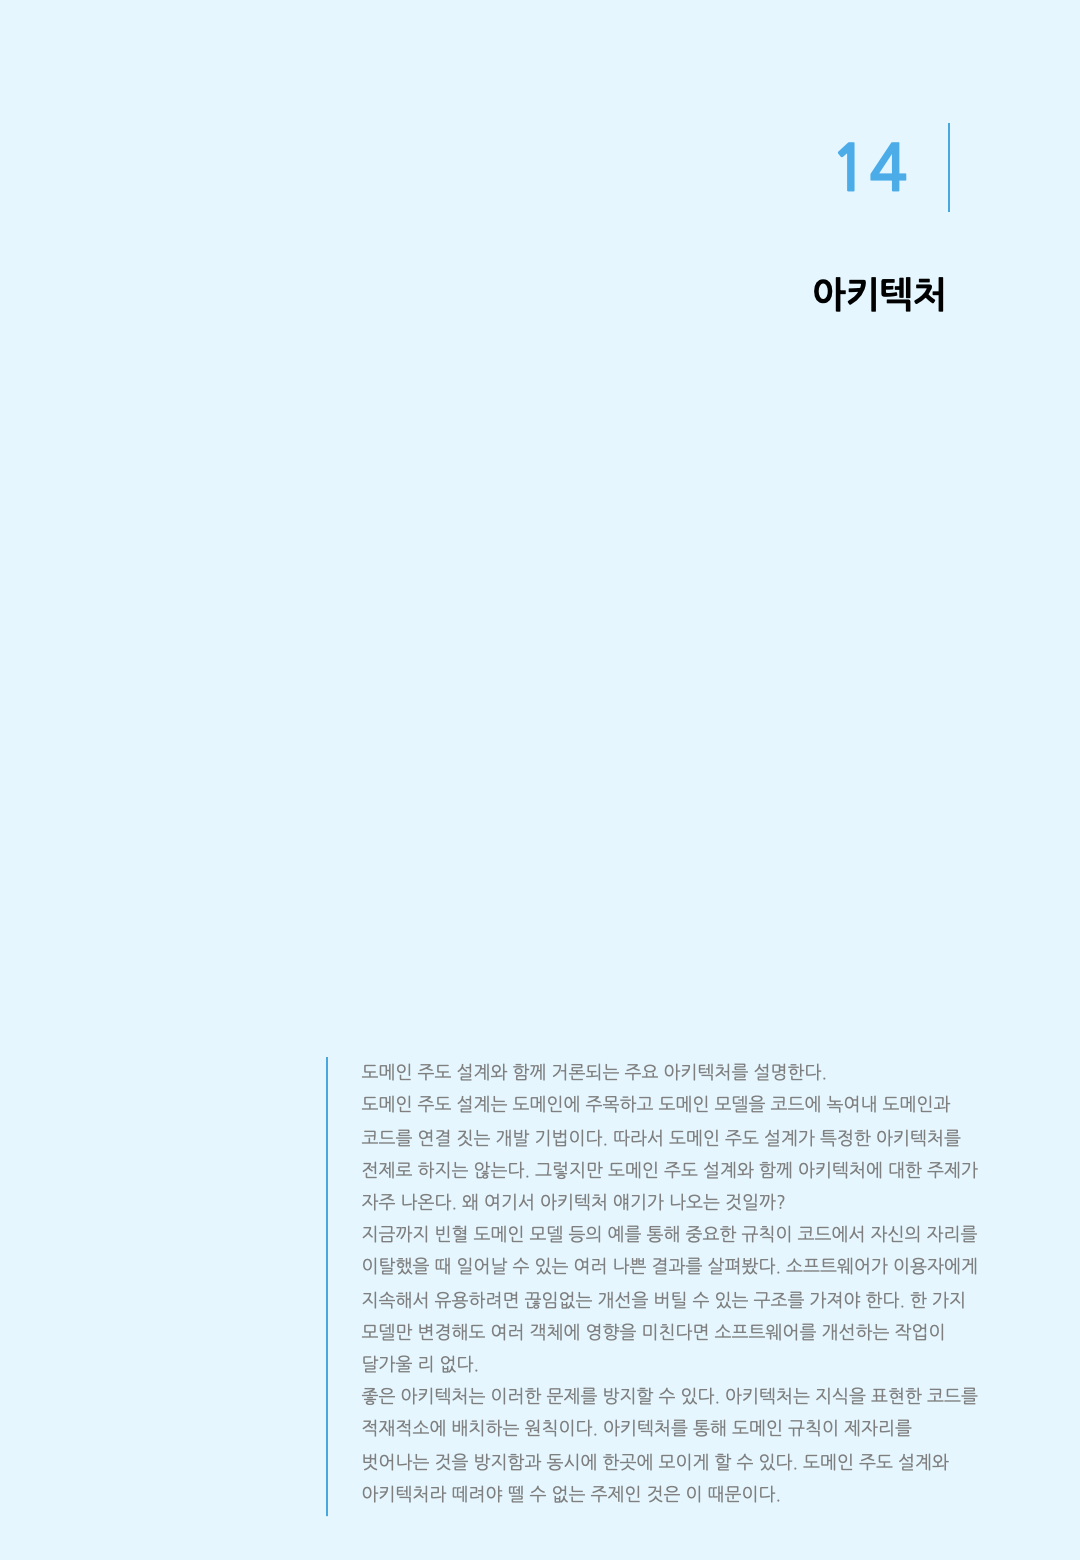 14
아키텍처
도메인 주도 설계와 함께 거론되는 주요 아키텍처를 설명한다.
도메인 주도 설계는 도메인에 주목하고 도메인 모델을 코드에 녹여내 도메인과
코드를 연결 짓는 개발 기법이다. 따라서 도메인 주도 설계가 특정한 아키텍처를
전제로 하지는 않는다. 그렇지만 도메인 주도 설계와 함께 아키텍처에 대한 주제가
자주 나온다. 왜 여기서 아키텍처 얘기가 나오는 것일까?
지금까지 빈혈 도메인 모델 등의 예를 통해 중요한 규칙이 코드에서 자신의 자리를
이탈했을 때 일어날 수 있는 여러 나쁜 결과를 살펴봤다. 소프트웨어가 이용자에게
지속해서 유용하려면 끊임없는 개선을 버틸 수 있는 구조를 가져야 한다. 한 가지
모델만 변경해도 여러 객체에 영향을 미친다면 소프트웨어를 개선하는 작업이
달가울 리 없다.
좋은 아키텍처는 이러한 문제를 방지할 수 있다. 아키텍처는 지식을 표현한 코드를
적재적소에 배치하는 원칙이다. 아키텍처를 통해 도메인 규칙이 제자리를
벗어나는 것을 방지함과 동시에 한곳에 모이게 할 수 있다. 도메인 주도 설계와
아키텍처라 떼려야 뗄 수 없는 주제인 것은 이 때문이다.